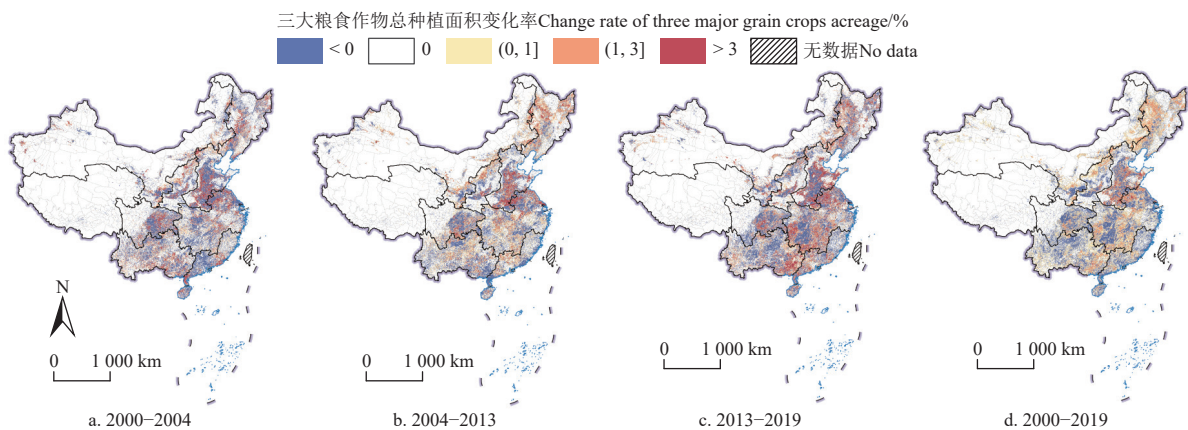 三大粮食作物总种植面积变化率Change rate of three major grain crops acreage/%
< 0 0 (0, 1] (1, 3] > 3 无数据No data
N
0 1 000 km 0 1 000 km 0 1 000 km 0 1 000 km
a. 2000−2004 b. 2004−2013 c. 2013−2019 d. 2000−2019